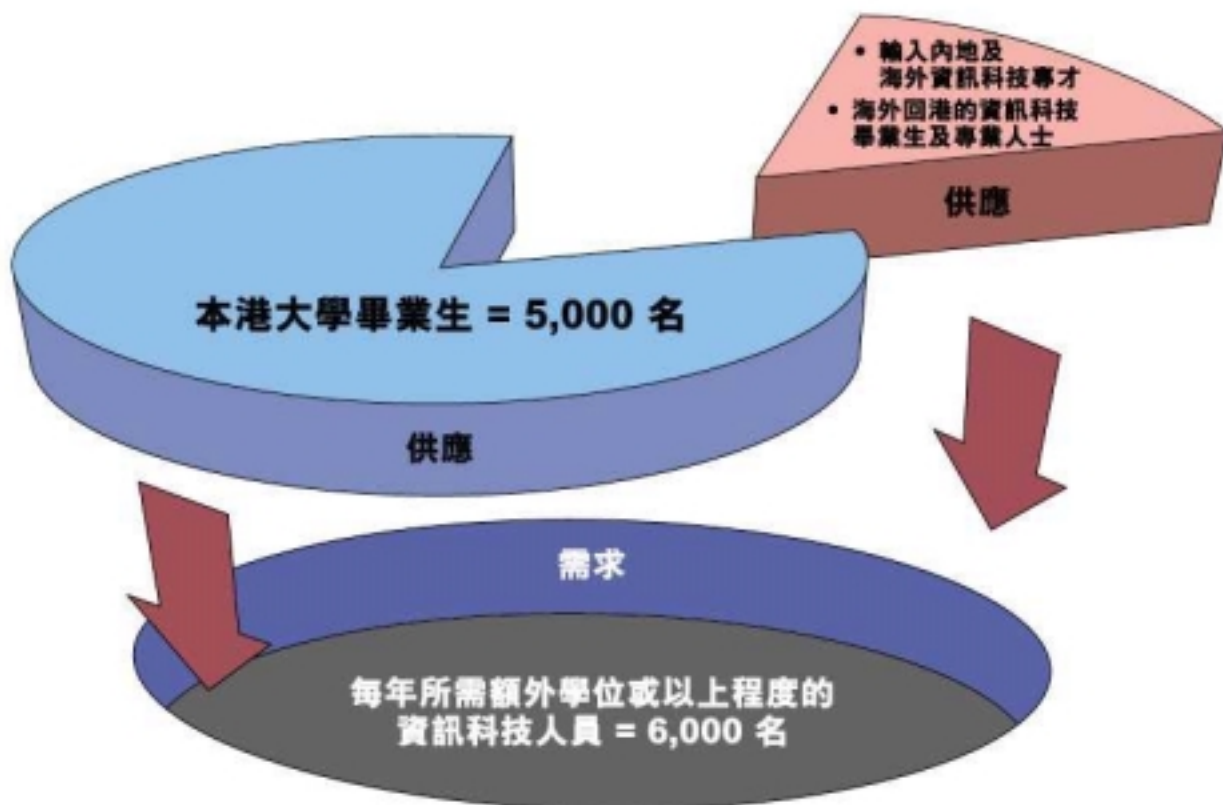 • 輸入內地及
海外資訊科技專才
• 海外回港的資訊科技
畢業生及專業人士
供應
本港大學畢業生 = 5,000 名
供應
需求
每年所需額外學位或以上程度的
資訊科技人員 = 6,000 名